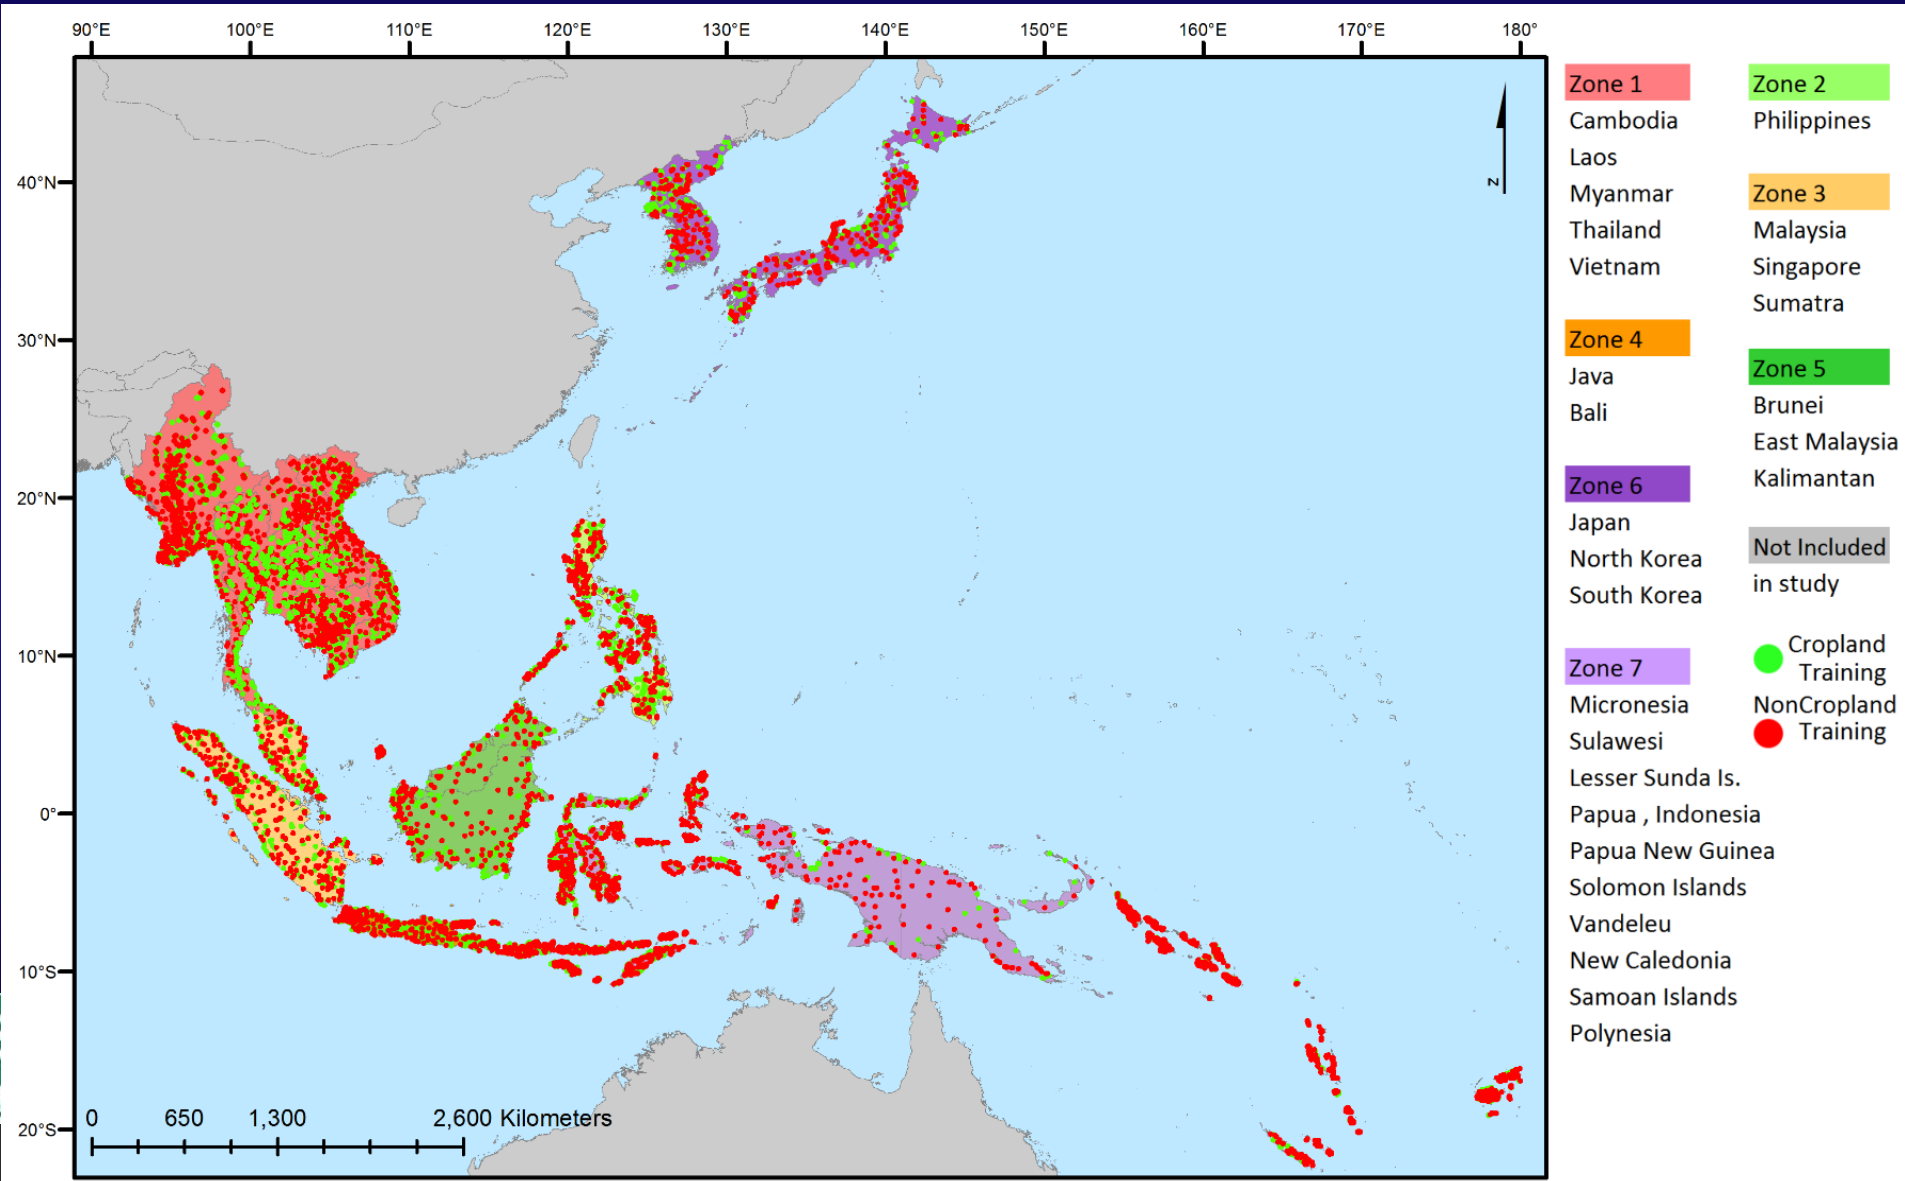 90°E 100°E 110°E 120°E 130°E 140°E 150°E 160°E 170°E 180°
40°N
30°N
20°N
10°N
0°
10°S
20°S
N
0 650 1,300 2,600 Kilometers
Zone 1
Cambodia
Laos
Myanmar
Thailand
Vietnam
Zone 4
Java
Bali
Zone 6
Japan
North Korea
South Korea
Zone 7
Micronesia
Sulawesi
Lesser Sunda Is.
Papua , Indonesia
Papua New Guinea
Solomon Islands
Vandeleu
New Caledonia
Samoan Islands
Polynesia
Zone 2
Philippines
Zone 3
Malaysia
Singapore
Sumatra
Zone 5
Brunei
East Malaysia
Kalimantan
Not Included
in study
Cropland
Training
NonCropland
Training